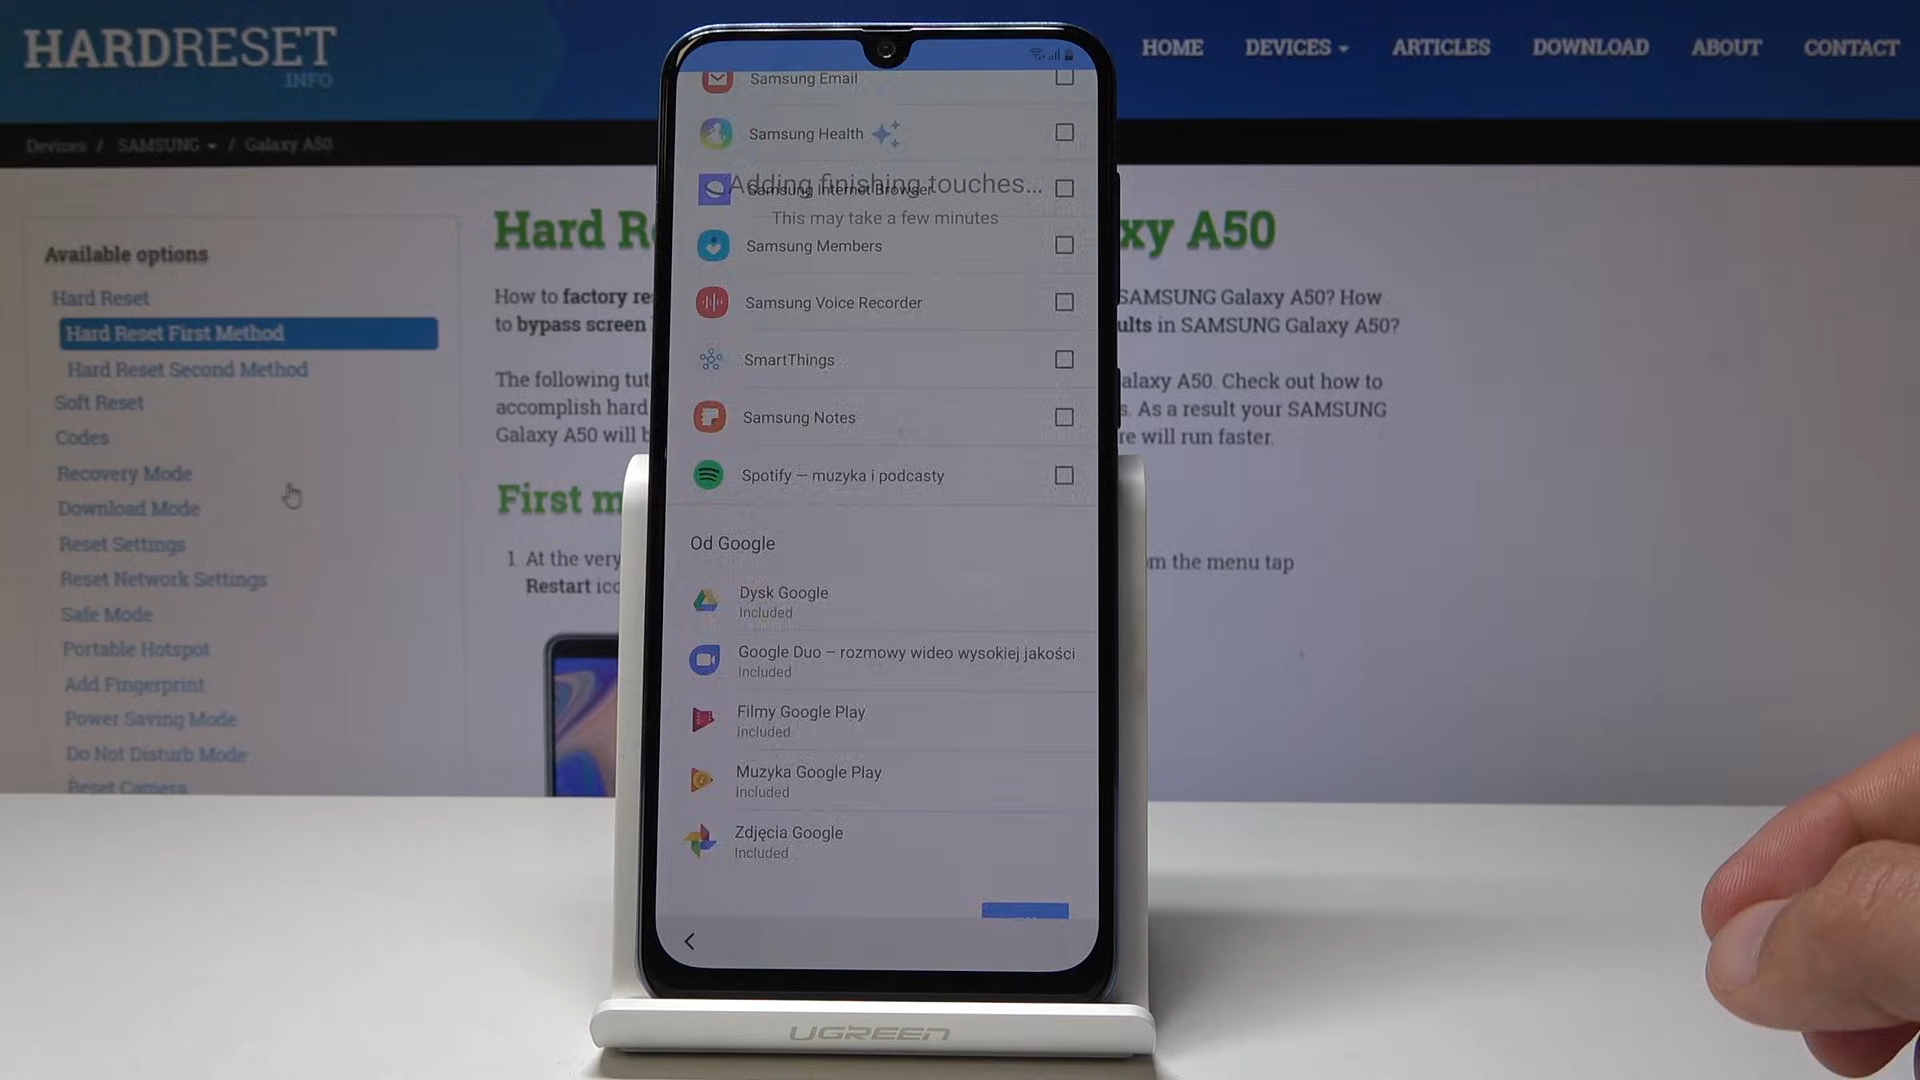 HARDRESET
.INFO
HOME DEVICES ARTICLES DOWNLOAD ABOUT CONTACT
Devices / SAMSUNG / Galaxy A50
Available options
Hard Reset
Hard Reset First Method
Hard Reset Second Method
Soft Reset
Codes
Recovery Mode
Download Mode
Reset Settings
Reset Network Settings
Safe Mode
Portable Hotspot
Add Fingerprint
Power Saving Mode
Do Not Disturb Mode
Reset Camera
Hard R xy A50
How to factory re SAMSUNG Galaxy A50? How
to bypass screen ults in SAMSUNG Galaxy A50?
The following tut alaxy A50. Check out how to
accomplish hard s. As a result your SAMSUNG
Galaxy A50 will b re will run faster.
First m
1. At the very m the menu tap
Restart ico
Samsung Email
Samsung Health
Adding finishing touches...
Samsung Internet Browser
This may take a few minutes
Samsung Members
Samsung Voice Recorder
SmartThings
Samsung Notes
Spotify – muzyka i podcasty
Od Google
Dysk Google
Included
Google Duo – rozmowy wideo wysokiej jakości
Included
Filmy Google Play
Included
Muzyka Google Play
Included
Zdjęcia Google
Included
UGREEN